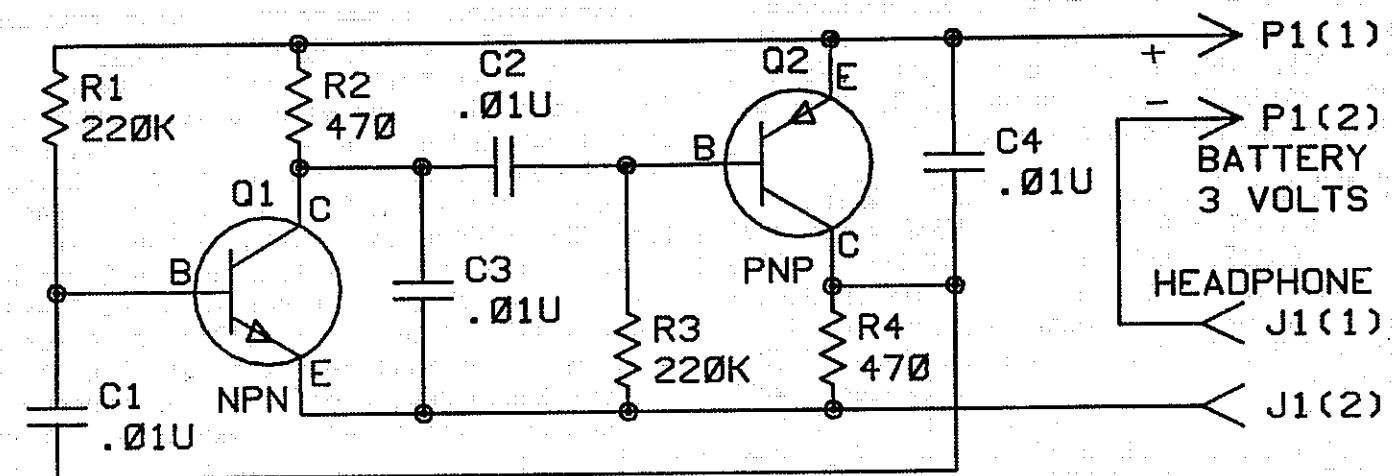 P1(1)
+
R1
220K
R2
470
C2
.01U
Q2
E
-
P1(2)
BATTERY
3 VOLTS
B
C4
.01U
Q1
C
B
C3
.01U
C
PNP
HEADPHONE
J1(1)
R3
220K
R4
470
E
NPN
C1
.01U
J1(2)